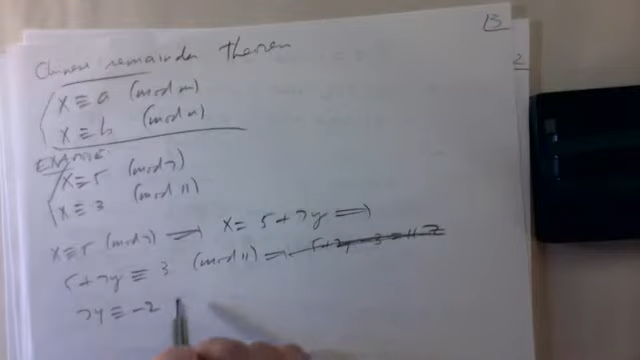 13
2
Chinese remainder theorem
x ≡ a (mod m)
x ≡ b (mod n)
EXAMPLE:
x ≡ 5 (mod 7)
x ≡ 3 (mod 11)
x ≡ 5 (mod 7) ⟹ x = 5 + 7y ⟹
5 + 7y ≡ 3 (mod 11) ⟹
7y ≡ -2